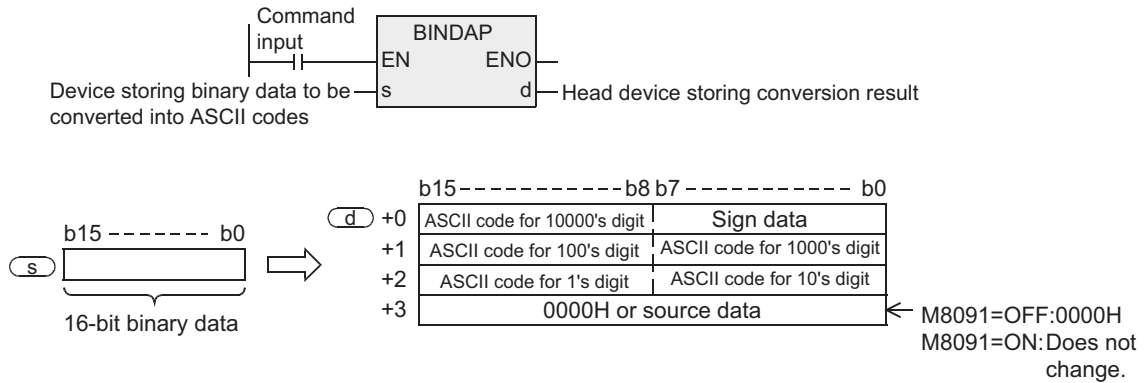 Command
input
BINDAP
EN ENO
Device storing binary data to be s d Head device storing conversion result
converted into ASCII codes
b15 b8 b7 b0
d +0 ASCII code for 10000's digit Sign data
b15 b0 +1 ASCII code for 100's digit ASCII code for 1000's digit
s +2 ASCII code for 1's digit ASCII code for 10's digit
+3 0000H or source data
16-bit binary data
M8091=OFF:0000H
M8091=ON:Does not
change.